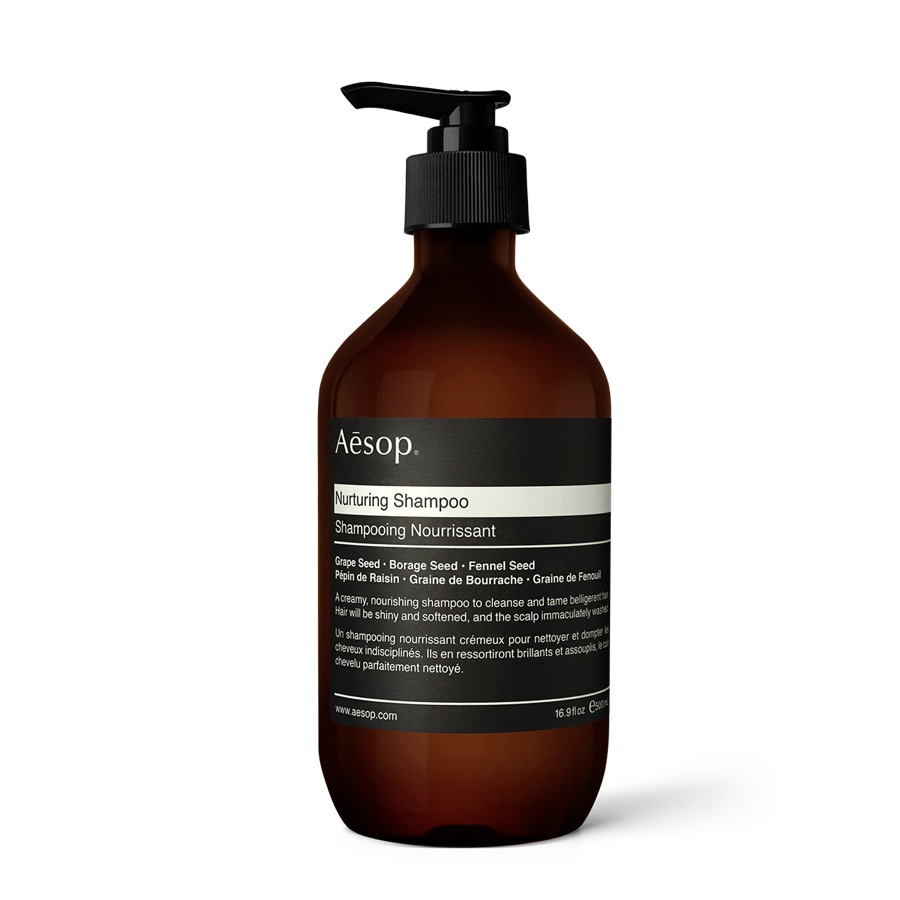 Aēsop®
Nurturing Shampoo
Shampooing Nourrissant
Grape Seed · Borage Seed · Fennel Seed
Pépin de Raisin · Graine de Bourrache · Graine de Fenouil
A creamy, nourishing shampoo to cleanse and tame belligerent hair.
Hair will be shiny and softened, and the scalp immaculately washed.
Un shampooing nourrissant crémeux pour nettoyer et dompter les
cheveux indisciplinés. Ils en ressortiront brillants et assouplis, le cuir
chevelu parfaitement nettoyé.
www.aesop.com 16.9 fl oz ℮500mL